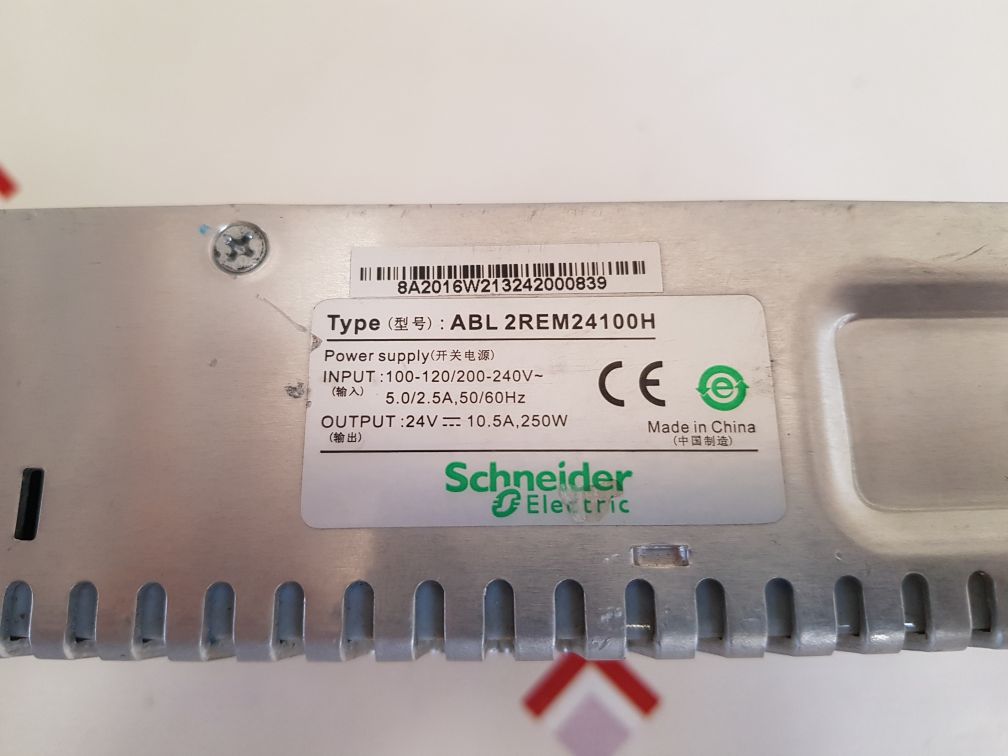 8A2016W213242000839
Type (型号) : ABL 2REM24100H
Power supply(开关电源)
INPUT :100-120/200-240V~
(输入) 5.0/2.5A,50/60Hz
OUTPUT :24V⎓ 10.5A,250W
(输出)
CE
Made in China
(中国制造)
Schneider
Electric